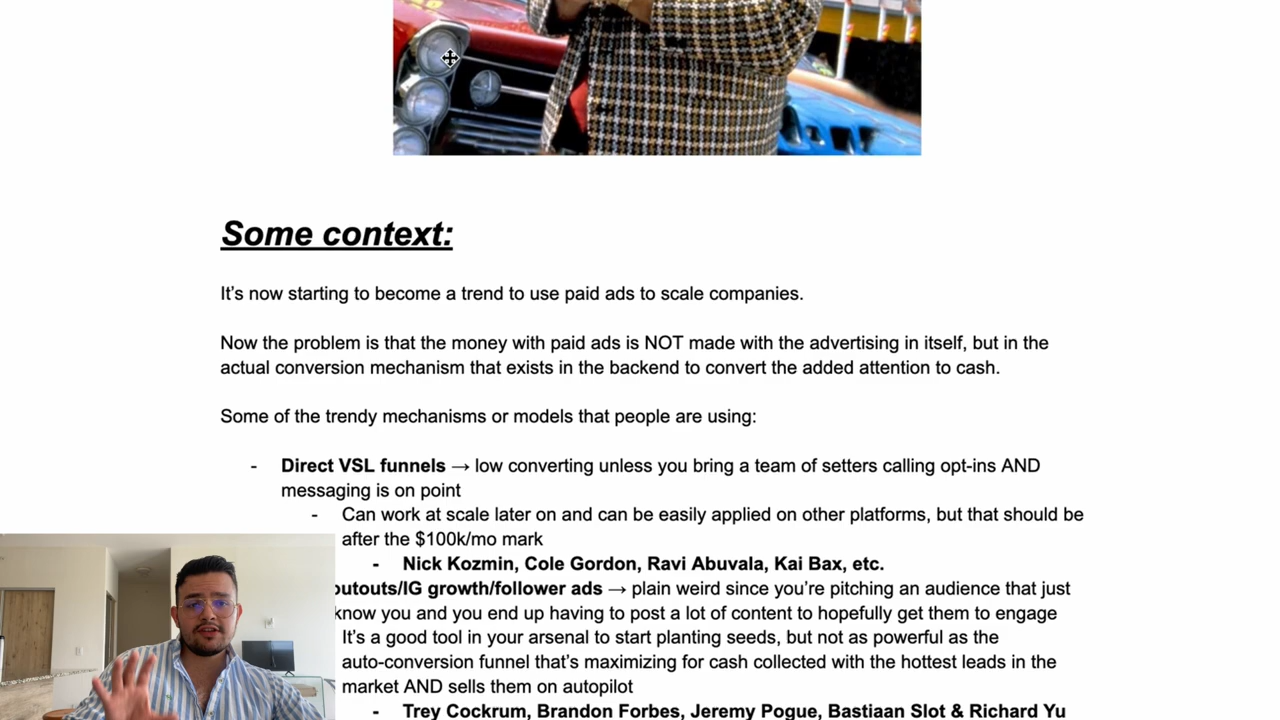 Some context:
It's now starting to become a trend to use paid ads to scale companies.
Now the problem is that the money with paid ads is NOT made with the advertising in itself, but in the
actual conversion mechanism that exists in the backend to convert the added attention to cash.
Some of the trendy mechanisms or models that people are using:
- Direct VSL funnels → low converting unless you bring a team of setters calling opt-ins AND
messaging is on point
- Can work at scale later on and can be easily applied on other platforms, but that should be
after the $100k/mo mark
- Nick Kozmin, Cole Gordon, Ravi Abuvala, Kai Bax, etc.
outouts/IG growth/follower ads → plain weird since you're pitching an audience that just
know you and you end up having to post a lot of content to hopefully get them to engage
It's a good tool in your arsenal to start planting seeds, but not as powerful as the
auto-conversion funnel that's maximizing for cash collected with the hottest leads in the
market AND sells them on autopilot
- Trey Cockrum, Brandon Forbes, Jeremy Pogue, Bastiaan Slot & Richard Yu